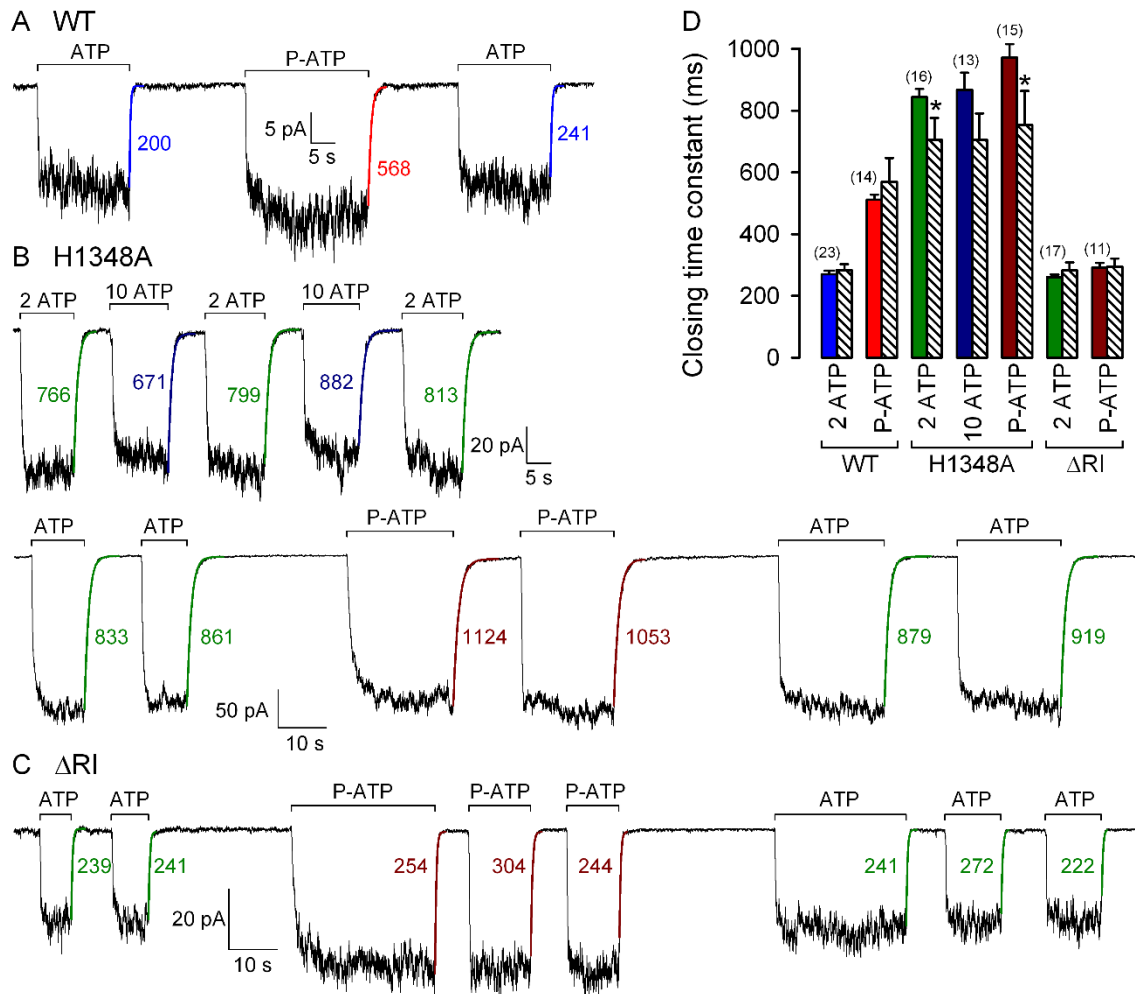 A WT
ATP P-ATP ATP
5 pA
5 s
200 568 241
B H1348A
2 ATP 10 ATP 2 ATP 10 ATP 2 ATP
766 671 799 882 813
20 pA
5 s
ATP ATP P-ATP P-ATP ATP ATP
833 861 1124 1053 879 919
50 pA
10 s
C ΔRI
ATP ATP P-ATP P-ATP P-ATP ATP ATP ATP
239 241 254 304 244 241 272 222
20 pA
10 s
D
Closing time constant (ms)
1000
800
600
400
200
0
(23) (14) (16) (13) (15) (17) (11)
* *
2 ATP P-ATP 2 ATP 10 ATP P-ATP 2 ATP P-ATP
WT H1348A ΔRI